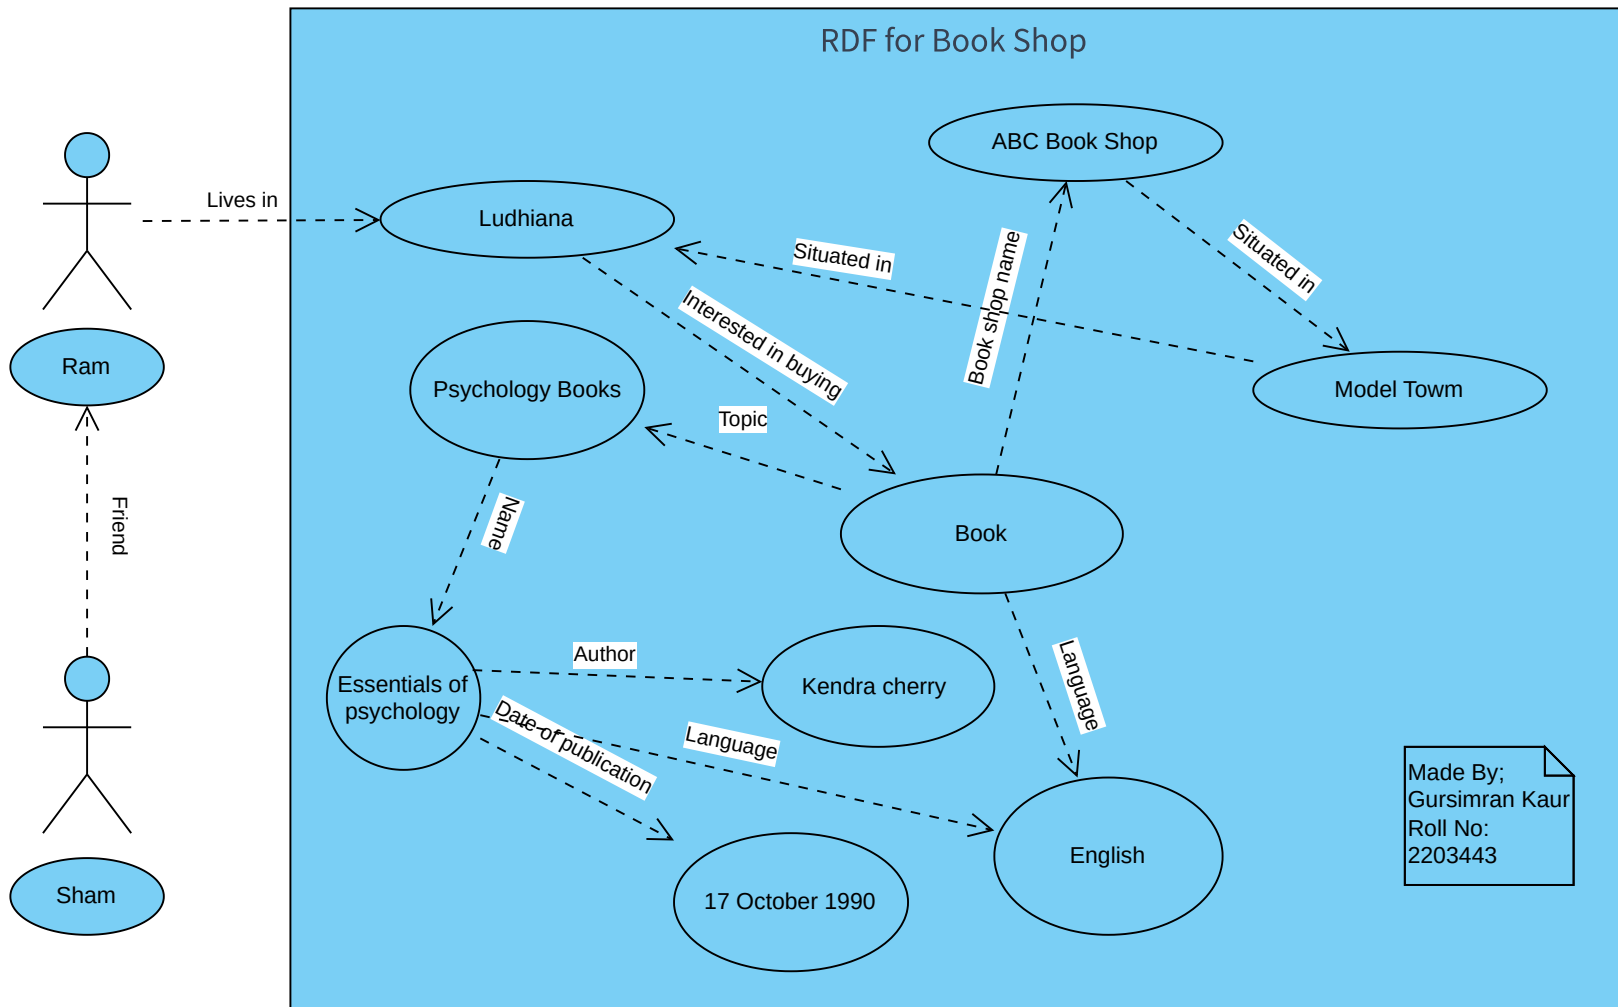 RDF for Book Shop
ABC Book Shop
Lives in
Ludhiana
Situated in
Book shop name
Situated in
Ram
Interested in buying
Psychology Books
Topic
Model Towm
Friend
Name
Book
Essentials of
psychology
Author
Kendra cherry
Language
Date of publication
Language
English
17 October 1990
Sham
Made By;
Gursimran Kaur
Roll No:
2203443